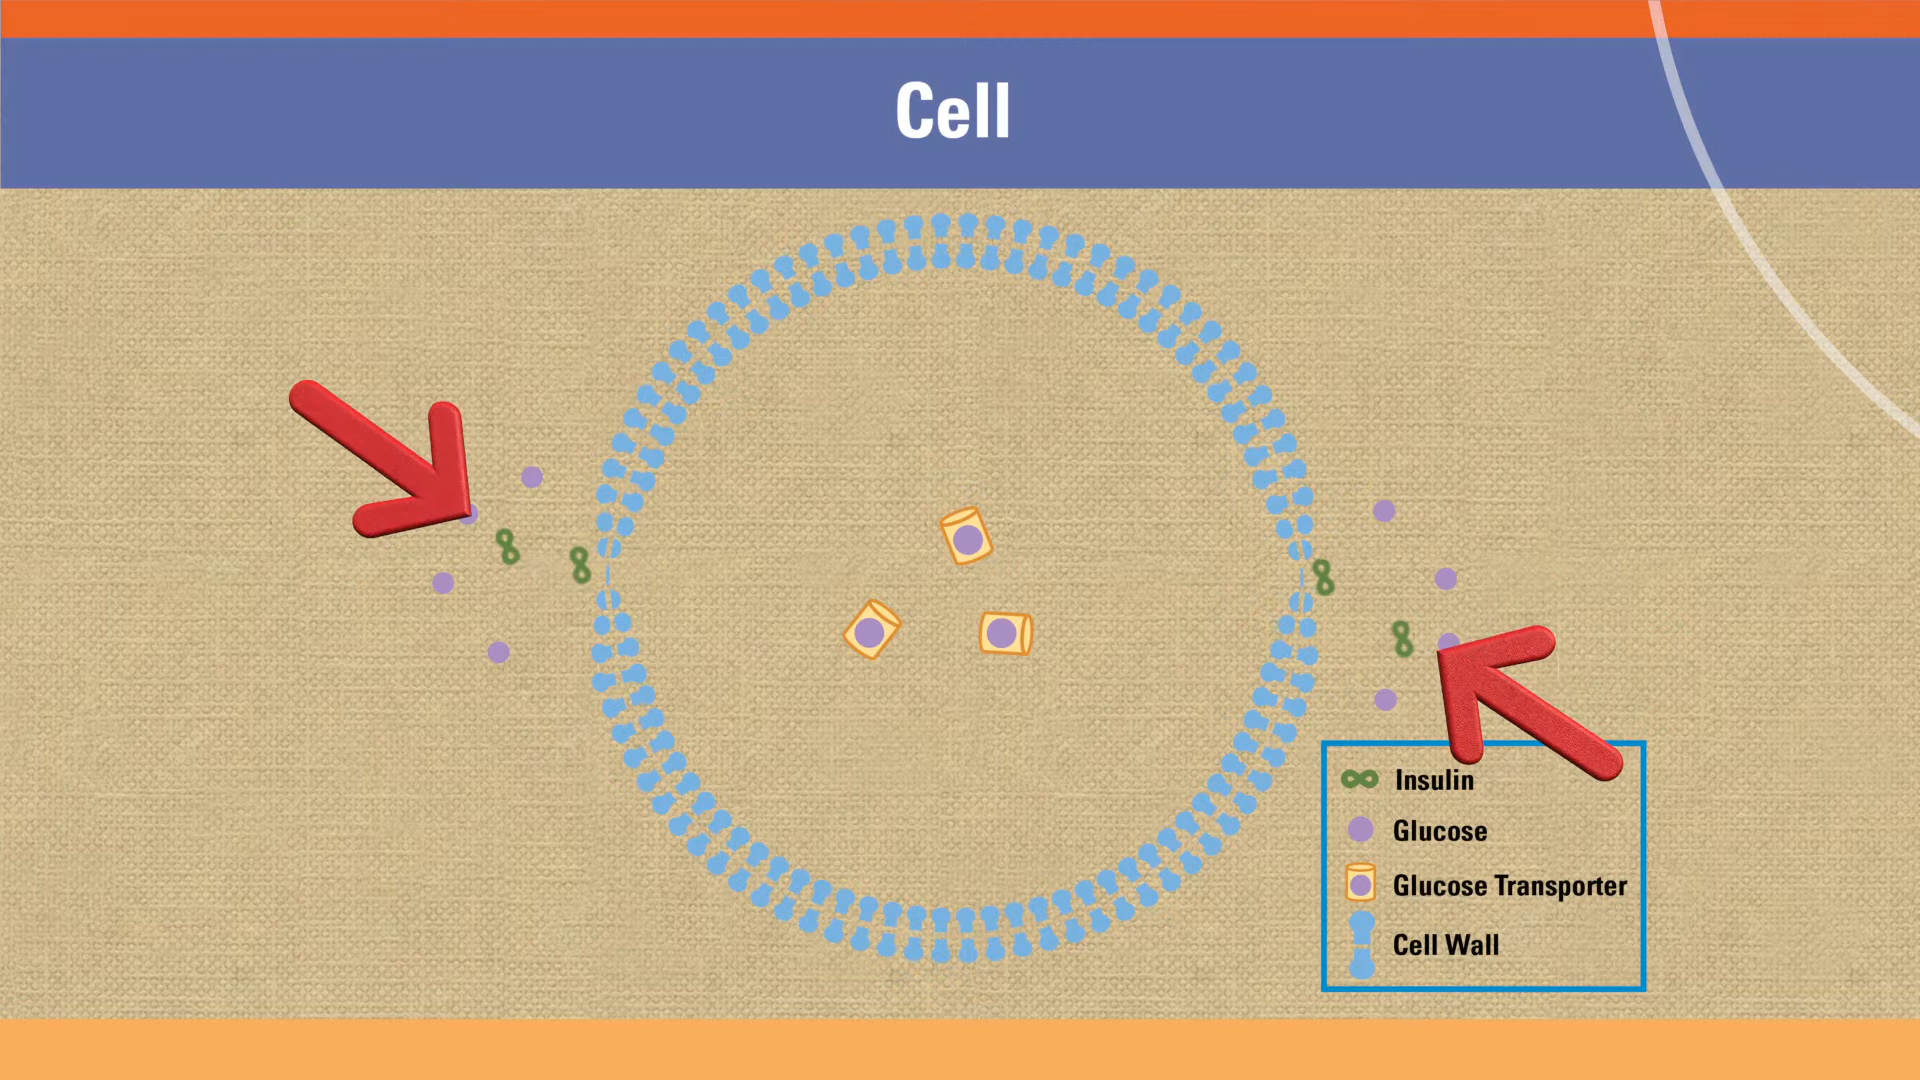 Cell
Insulin
Glucose
Glucose Transporter
Cell Wall